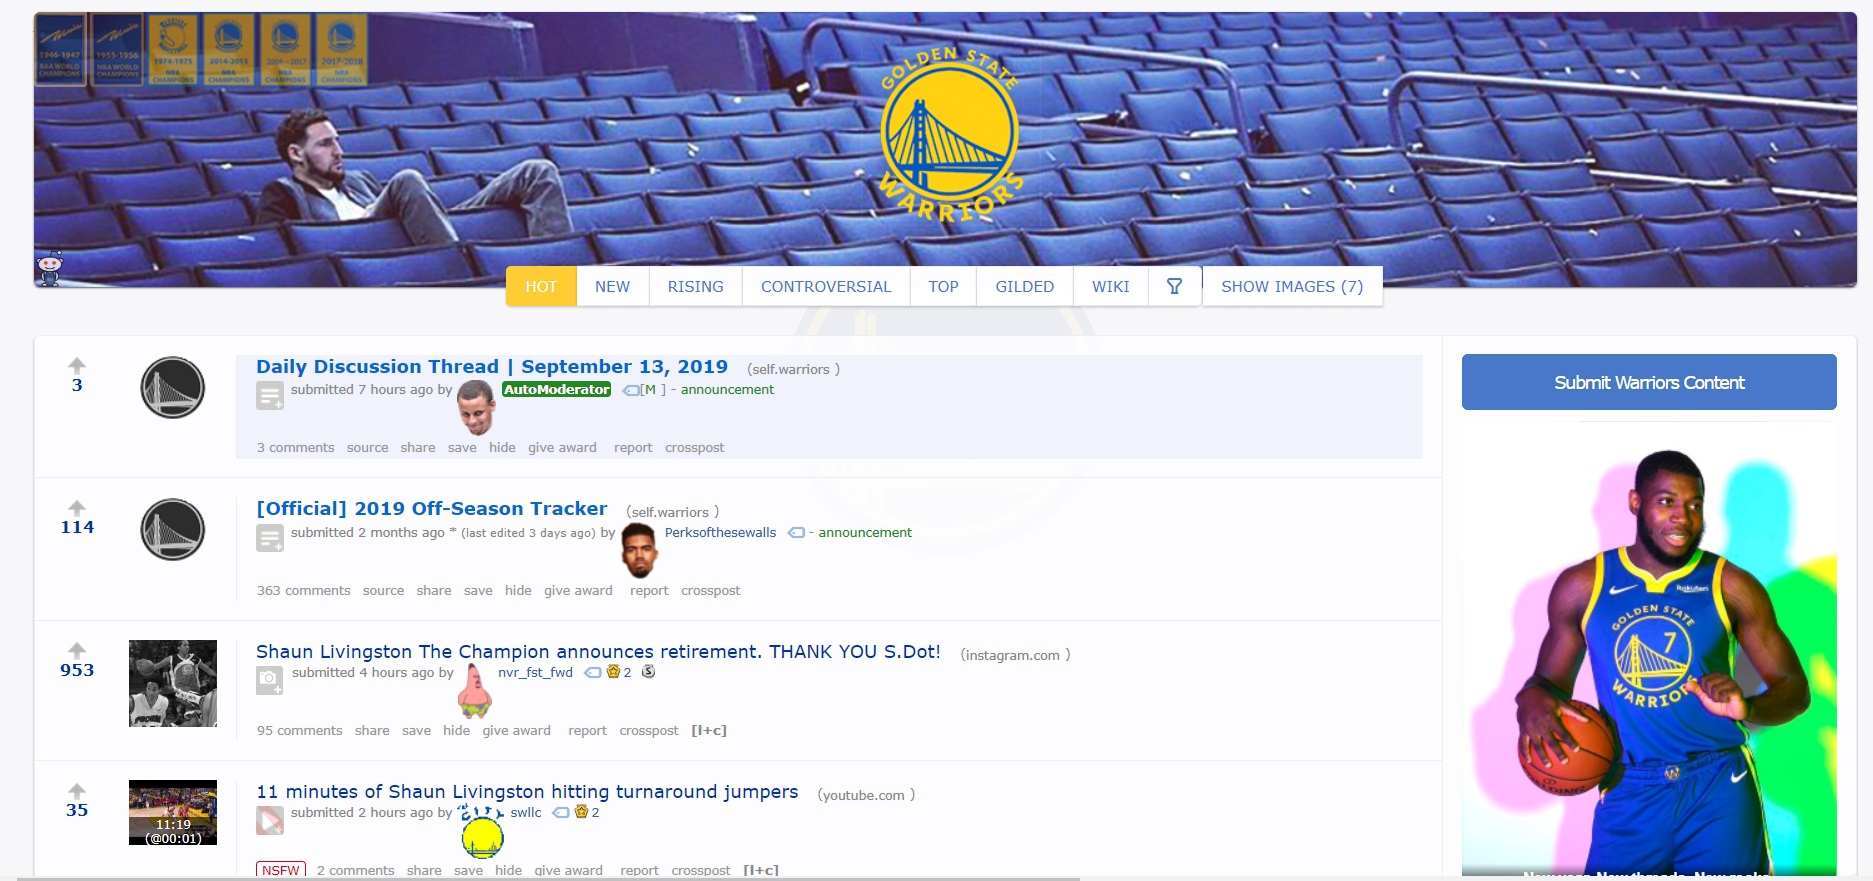 1946-1947
BAA WORLD
CHAMPIONS
1955-1956
NBA WORLD
CHAMPIONS
1974-1975
NBA
CHAMPIONS
2014-2015
NBA
CHAMPIONS
2016-2017
NBA
CHAMPIONS
2017-2018
NBA
CHAMPIONS
GOLDEN STATE
WARRIORS
HOT NEW RISING CONTROVERSIAL TOP GILDED WIKI SHOW IMAGES (7)
3
Daily Discussion Thread | September 13, 2019 (self.warriors )
submitted 7 hours ago by AutoModerator [M ] - announcement
3 comments source share save hide give award report crosspost
114
[Official] 2019 Off-Season Tracker (self.warriors )
submitted 2 months ago * (last edited 3 days ago) by Perksofthesewalls - announcement
363 comments source share save hide give award report crosspost
953
Shaun Livingston The Champion announces retirement. THANK YOU S.Dot! (instagram.com )
submitted 4 hours ago by nvr_fst_fwd 2
95 comments share save hide give award report crosspost [l+c]
35
11:19
(@00:01)
11 minutes of Shaun Livingston hitting turnaround jumpers (youtube.com )
submitted 2 hours ago by swllc 2
NSFW 2 comments share save hide give award report crosspost [l+c]
Submit Warriors Content
Rakuten
GOLDEN STATE
7
WARRIORS
SPALDING